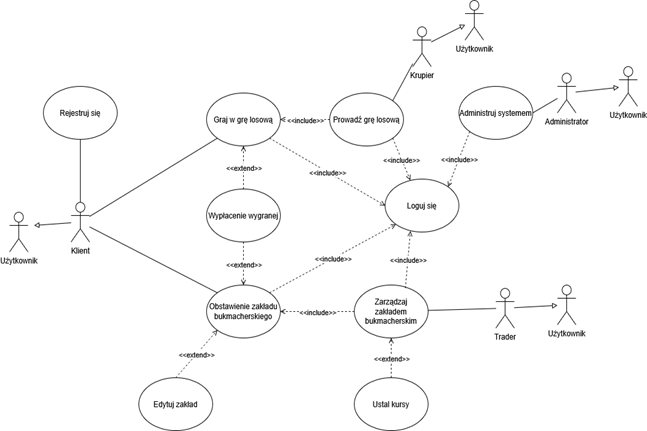 Użytkownik
Krupier
Użytkownik
Rejestruj się
Graj w grę losową
<<include>>
Prowadź grę losową
Administruj systemem
Administrator
Użytkownik
<<extend>>
<<include>>
<<include>>
<<include>>
Wypłacenie wygranej
Loguj się
Klient
Użytkownik
<<extend>>
<<include>>
<<include>>
Obstawienie zakładu
bukmacherskiego
<<include>>
Zarządzaj
zakładem
bukmacherskim
Trader
Użytkownik
<<extend>>
<<extend>>
Edytuj zakład
Ustal kursy